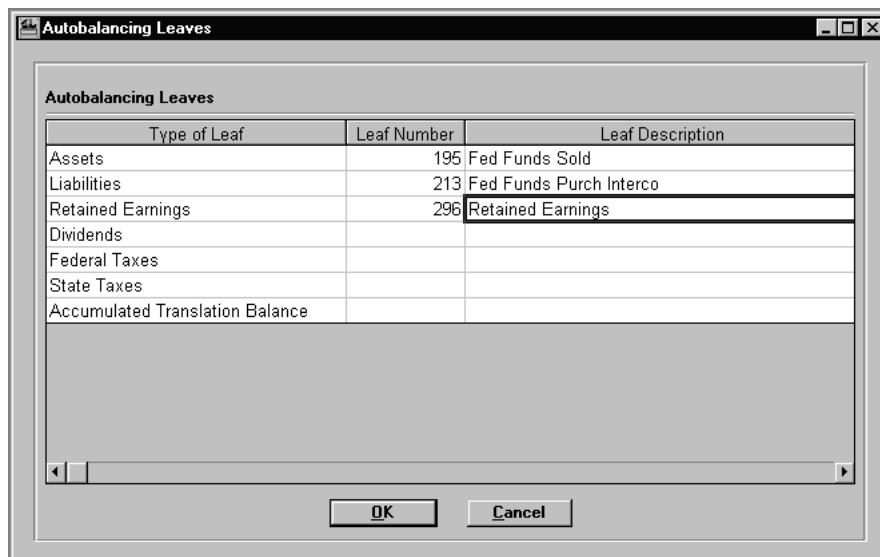 Autobalancing Leaves
Autobalancing Leaves
Type of Leaf Leaf Number Leaf Description
Assets 195 Fed Funds Sold
Liabilities 213 Fed Funds Purch Interco
Retained Earnings 296 Retained Earnings
Dividends
Federal Taxes
State Taxes
Accumulated Translation Balance
OK Cancel